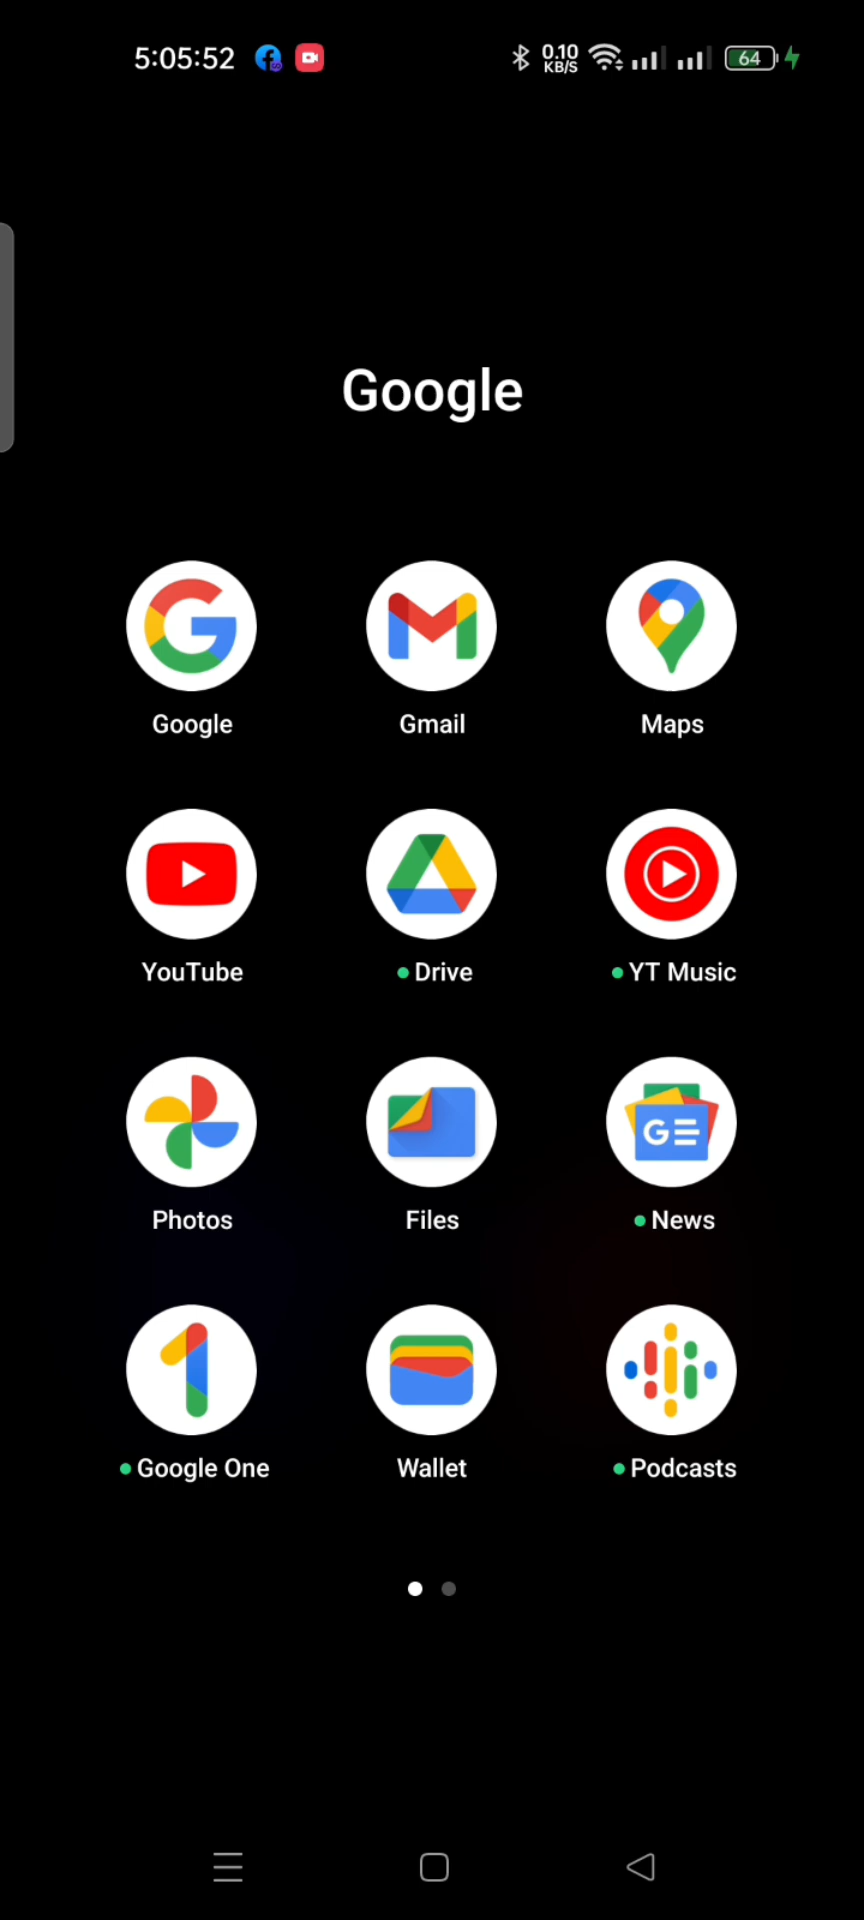 5:05:52 0.10 KB/S 64
Google
Google Gmail Maps
YouTube Drive YT Music
Photos Files News
Google One Wallet Podcasts